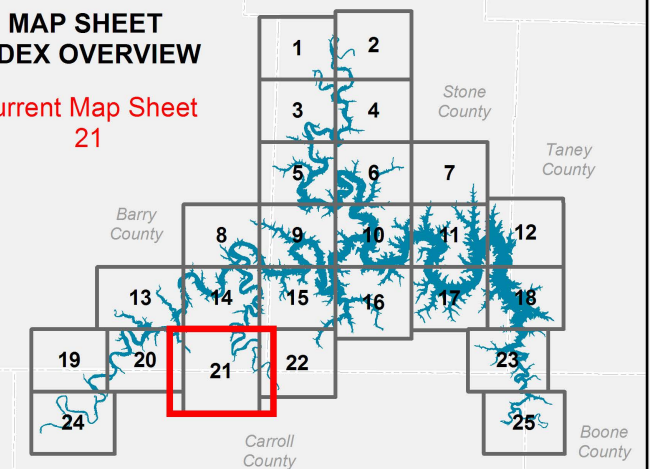 MAP SHEET
DEX OVERVIEW
urrent Map Sheet
21
1
2
Stone
County
3
4
Taney
County
5
6
7
Barry
County
8
9
10
11
12
13
14
15
16
17
18
19
20
21
22
23
24
25
Carroll
County
Boone
County